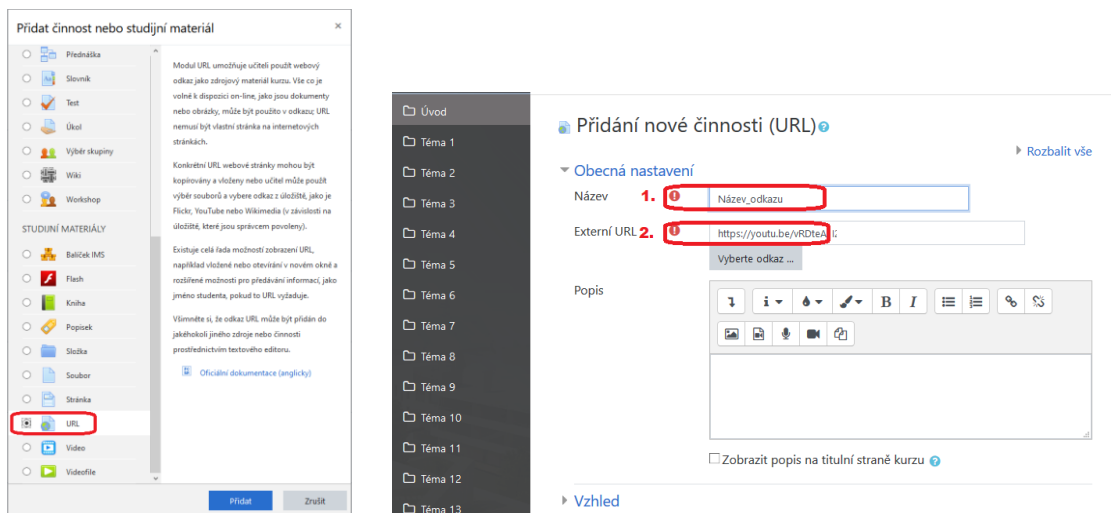 Přidat činnost nebo studijní materiál
×
Přednáška
Slovník
Test
Úkol
Výběr skupiny
Wiki
Workshop
STUDIJNÍ MATERIÁLY
Balíček IMS
Flash
Kniha
Popisek
Složka
Soubor
Stránka
URL
Video
Videofile
Modul URL umožňuje učiteli použít webový
odkaz jako zdrojový materiál kurzu. Vše co je
volně k dispozici on-line, jako jsou dokumenty
nebo obrázky, může být použito v odkazu; URL
nemusí být vlastní stránka na internetových
stránkách.
Konkrétní URL webové stránky mohou být
kopírovány a vloženy nebo učitel může použít
výběr souborů a vybere odkaz z úložiště, jako je
Flickr, YouTube nebo Wikimedia (v závislosti na
úložiště, které jsou správcem povoleny).
Existuje celá řada možností zobrazení URL,
například vložené nebo otevírání v novém okně a
rozšířené možnosti pro předávání informací, jako
jméno studenta, pokud to URL vyžaduje.
Všimněte si, že odkaz URL může být přidán do
jakéhokoli jiného zdroje nebo činnosti
prostřednictvím textového editoru.
Oficiální dokumentace (anglicky)
Přidat
Zrušit
Úvod
Téma 1
Téma 2
Téma 3
Téma 4
Téma 5
Téma 6
Téma 7
Téma 8
Téma 9
Téma 10
Téma 11
Téma 12
Téma 13
Přidání nové činnosti (URL)
Rozbalit vše
Obecná nastavení
Název 1. Název_odkazu
Externí URL 2.
Vyberte odkaz ...
Popis
B I
Zobrazit popis na titulní straně kurzu
Vzhled